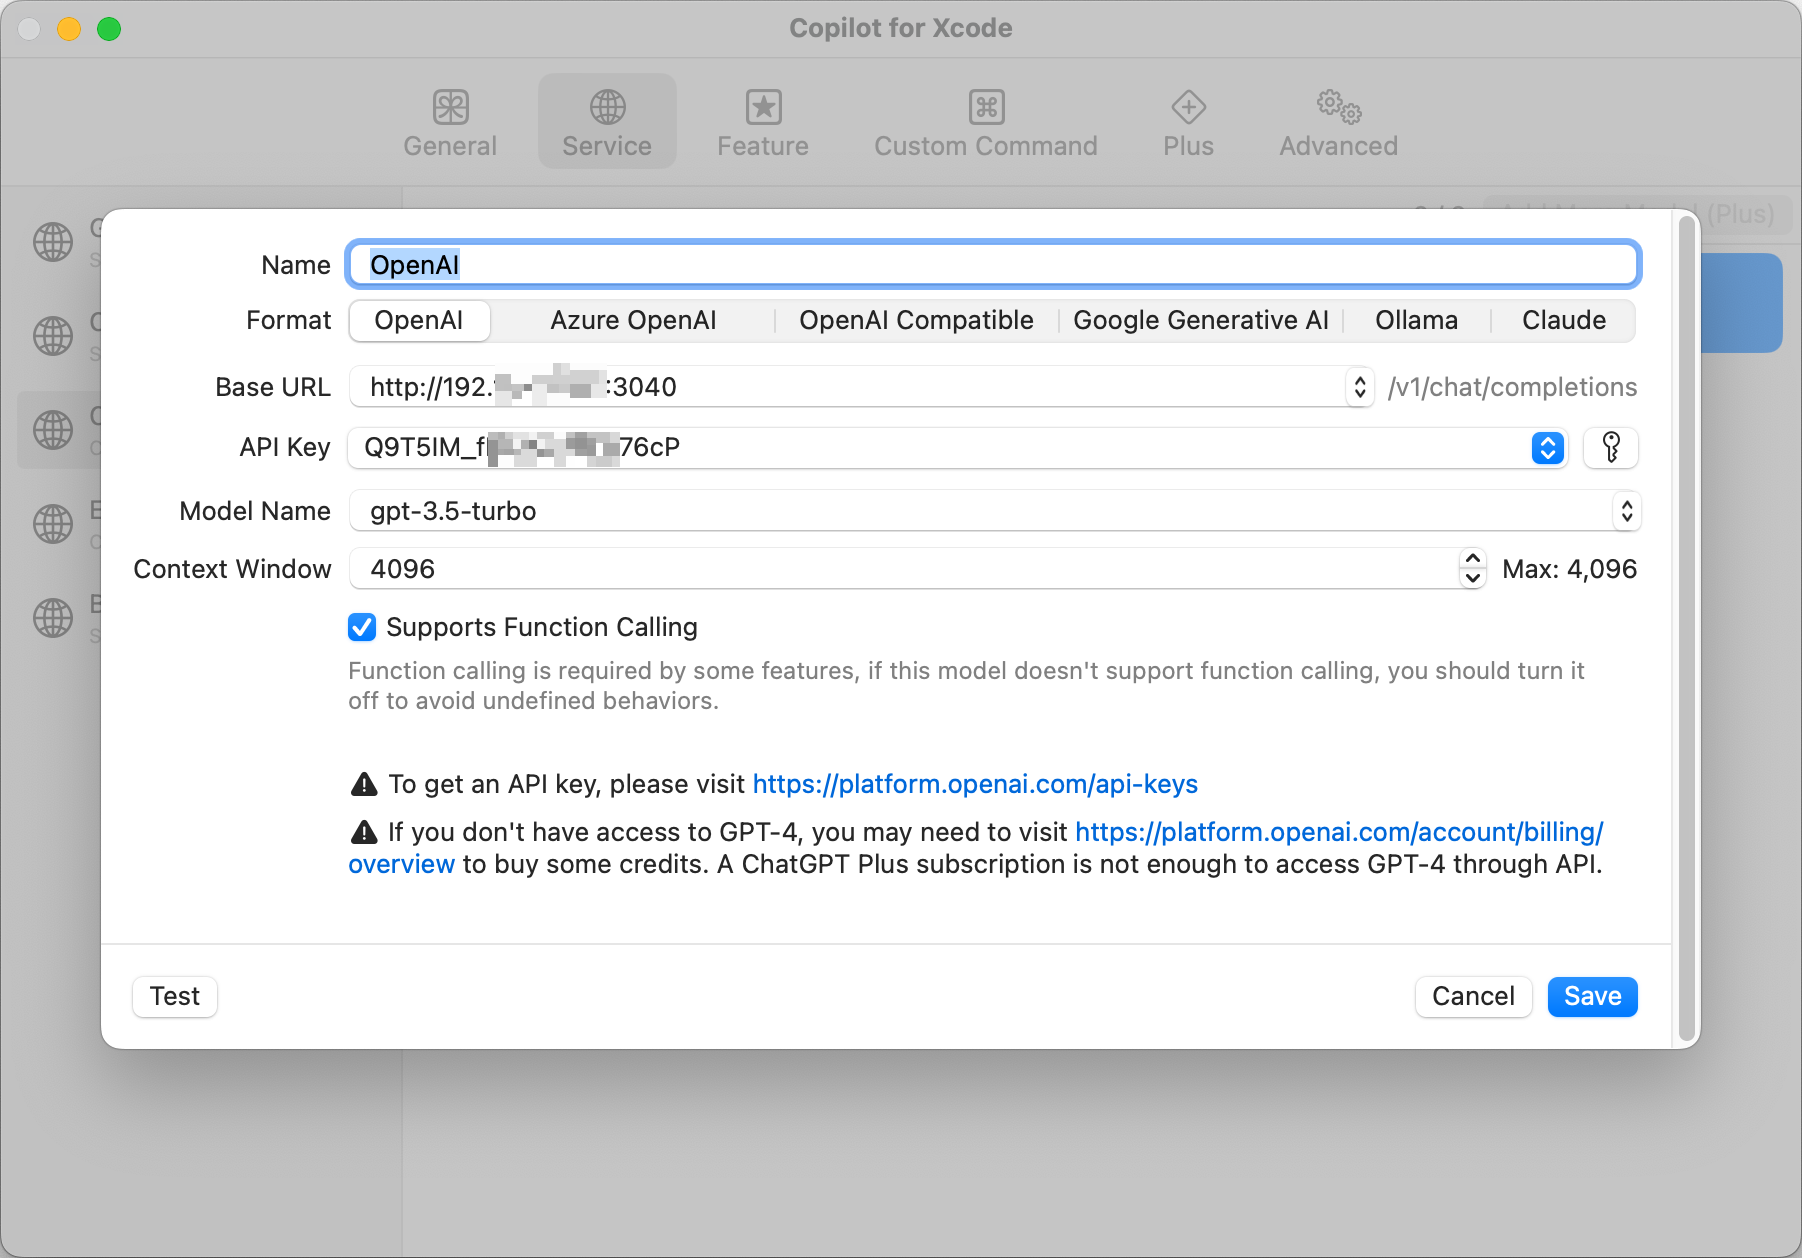 Copilot for Xcode
General
Service
Feature
Custom Command
Plus
Advanced
(Plus)
Name
OpenAI
Format
OpenAI
Azure OpenAI
OpenAI Compatible
Google Generative AI
Ollama
Claude
Base URL
http://192. :3040
/v1/chat/completions
API Key
Q9T5IM_f 76cP
Model Name
gpt-3.5-turbo
Context Window
4096
Max: 4,096
Supports Function Calling
Function calling is required by some features, if this model doesn't support function calling, you should turn it
off to avoid undefined behaviors.
To get an API key, please visit https://platform.openai.com/api-keys
If you don't have access to GPT-4, you may need to visit https://platform.openai.com/account/billing/
overview to buy some credits. A ChatGPT Plus subscription is not enough to access GPT-4 through API.
Test
Cancel
Save